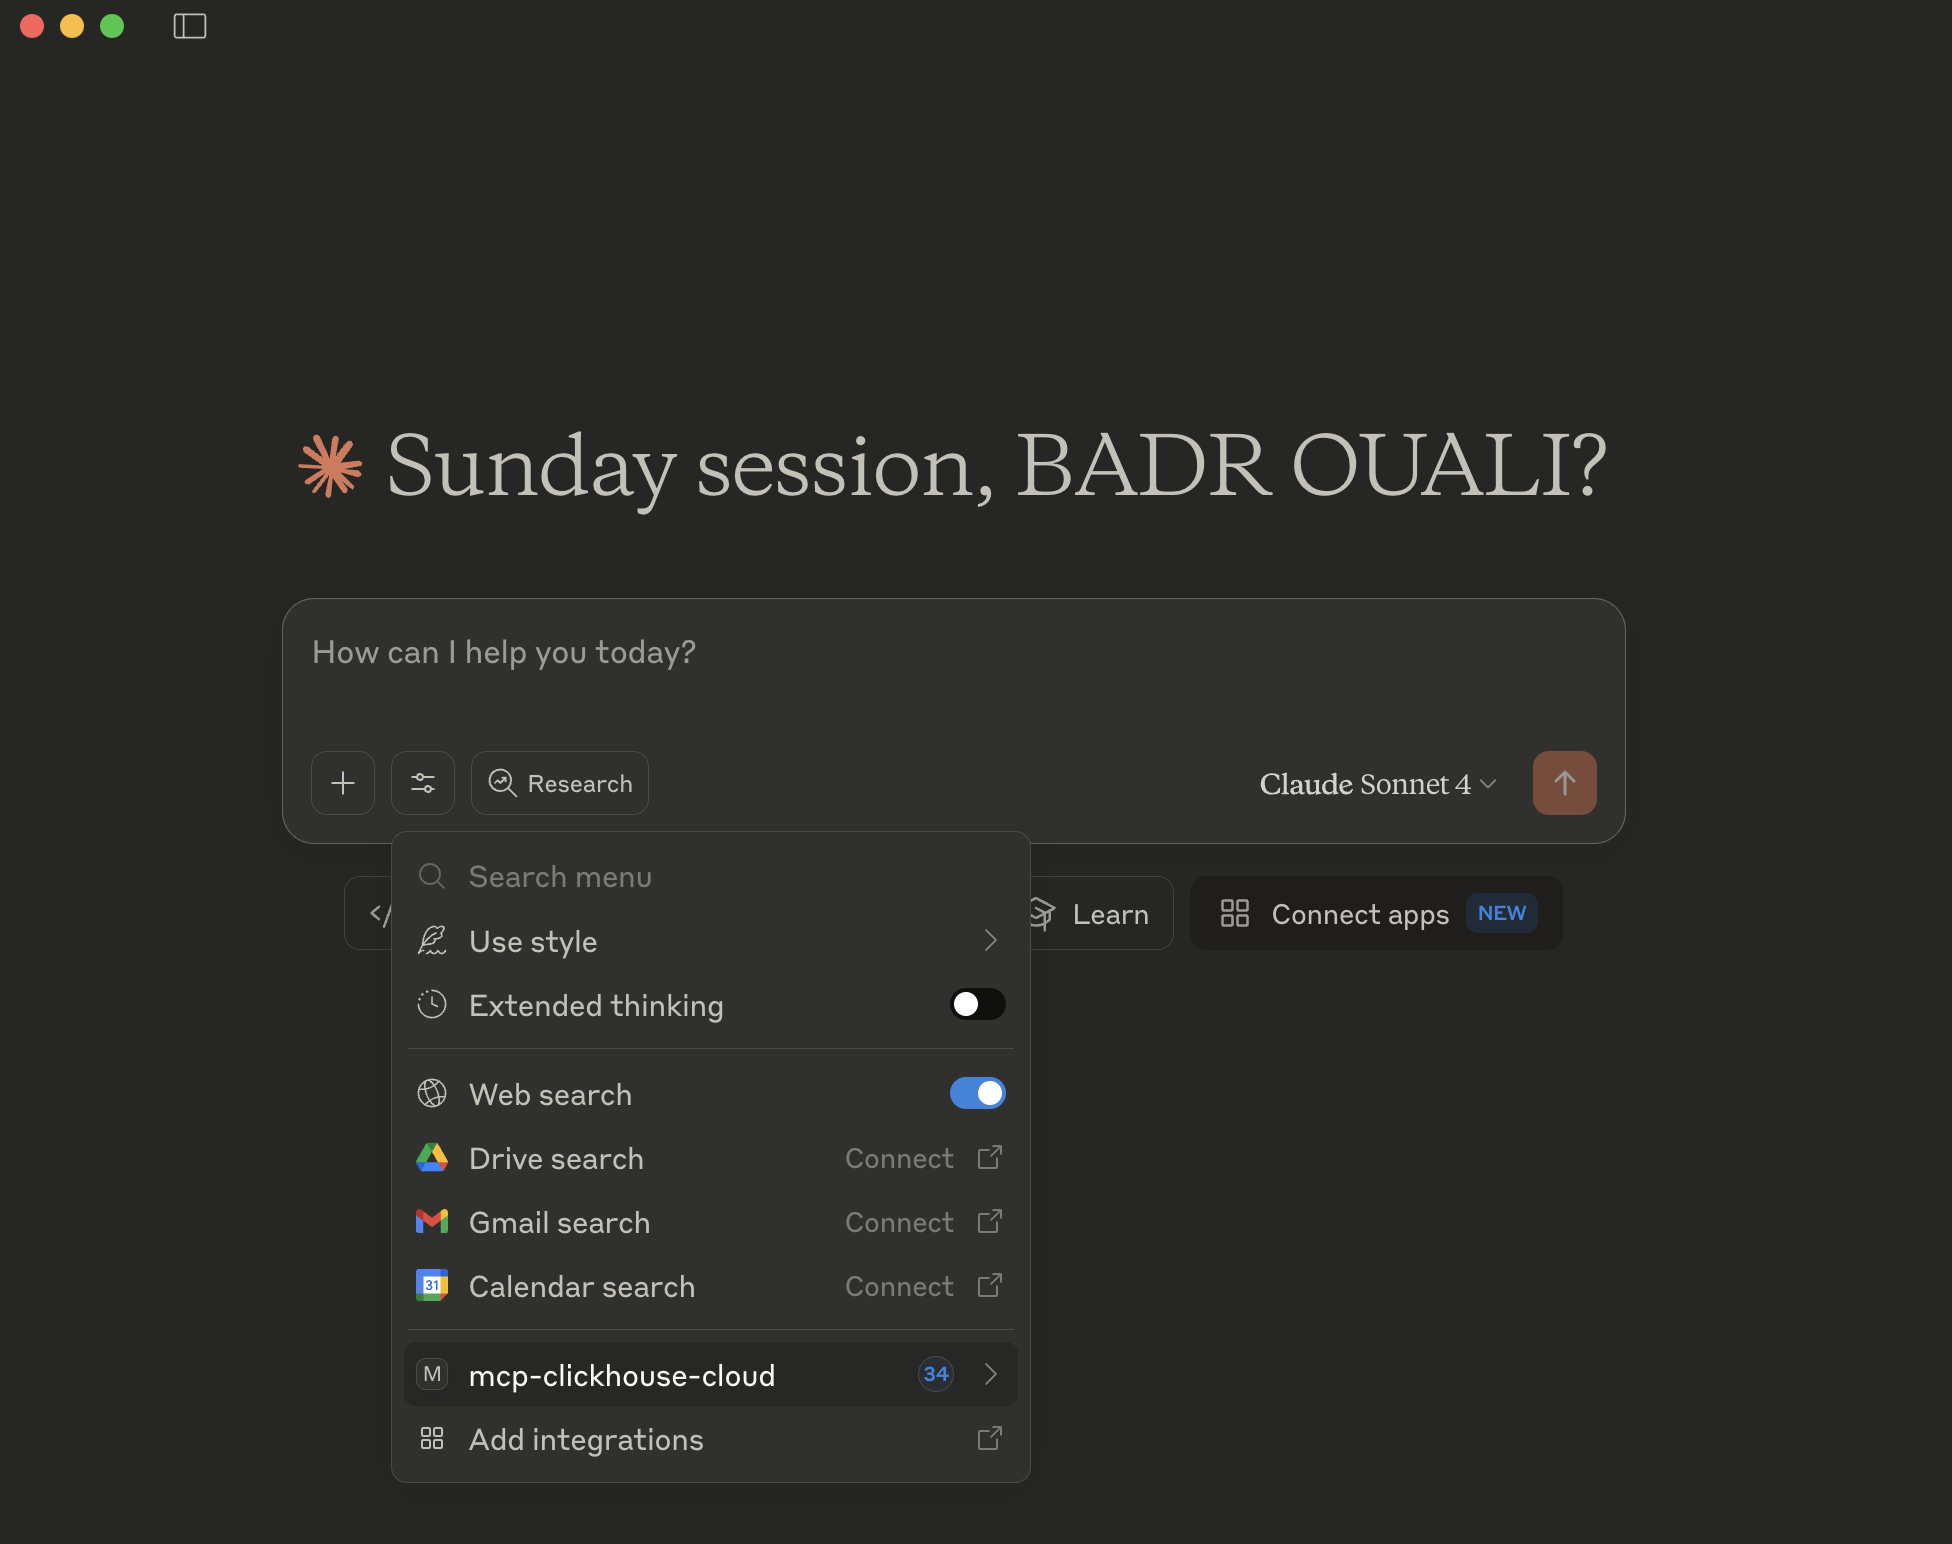 Sunday session, BADR OUALI?
How can I help you today?
Research
Claude Sonnet 4
Search menu
</
Learn
Connect apps NEW
Use style
Extended thinking
Web search
Drive search Connect
Gmail search Connect
31
Calendar search Connect
M mcp-clickhouse-cloud 34
Add integrations